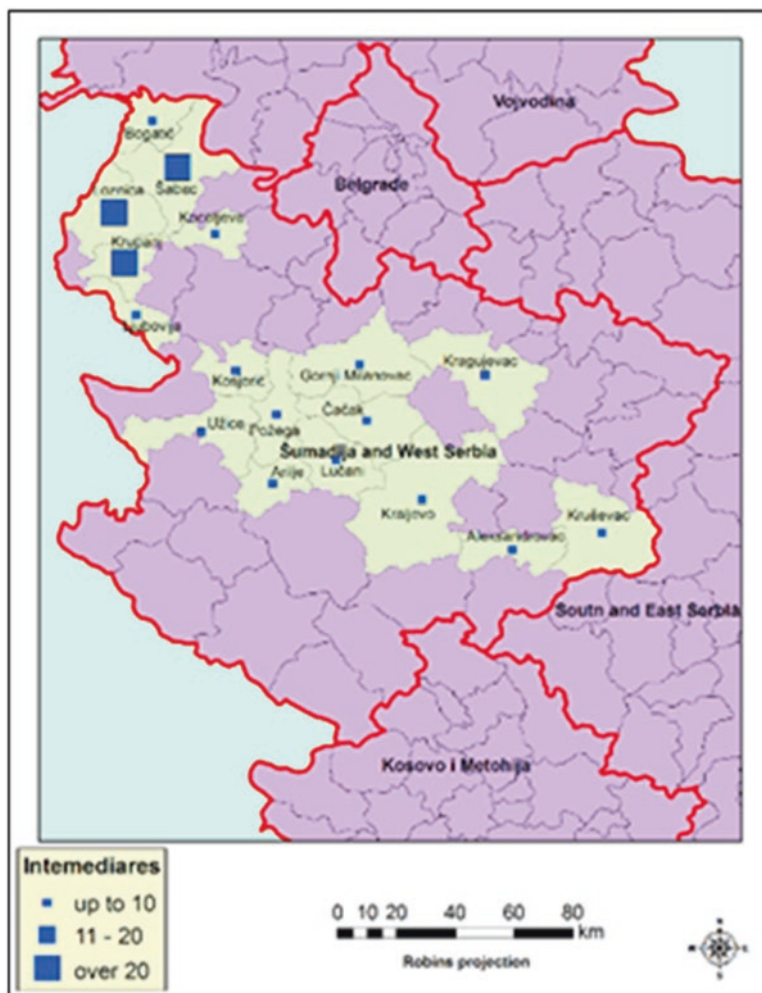 Vojvodina
Belgrade
Bogatić
Šabac
Loznica
Koceljeva
Krupanj
Ljubovija
Kosjerić
Gornji Milanovac
Kragujevac
Čačak
Užice
Požega
Šumadija and West Serbia
Lučani
Arilje
Kraljevo
Aleksandrovac
Kruševac
South and East Serbia
Kosovo i Metohija
Intemediares
up to 10
11 - 20
over 20
0 10 20 40 60 80
km
Robins projection